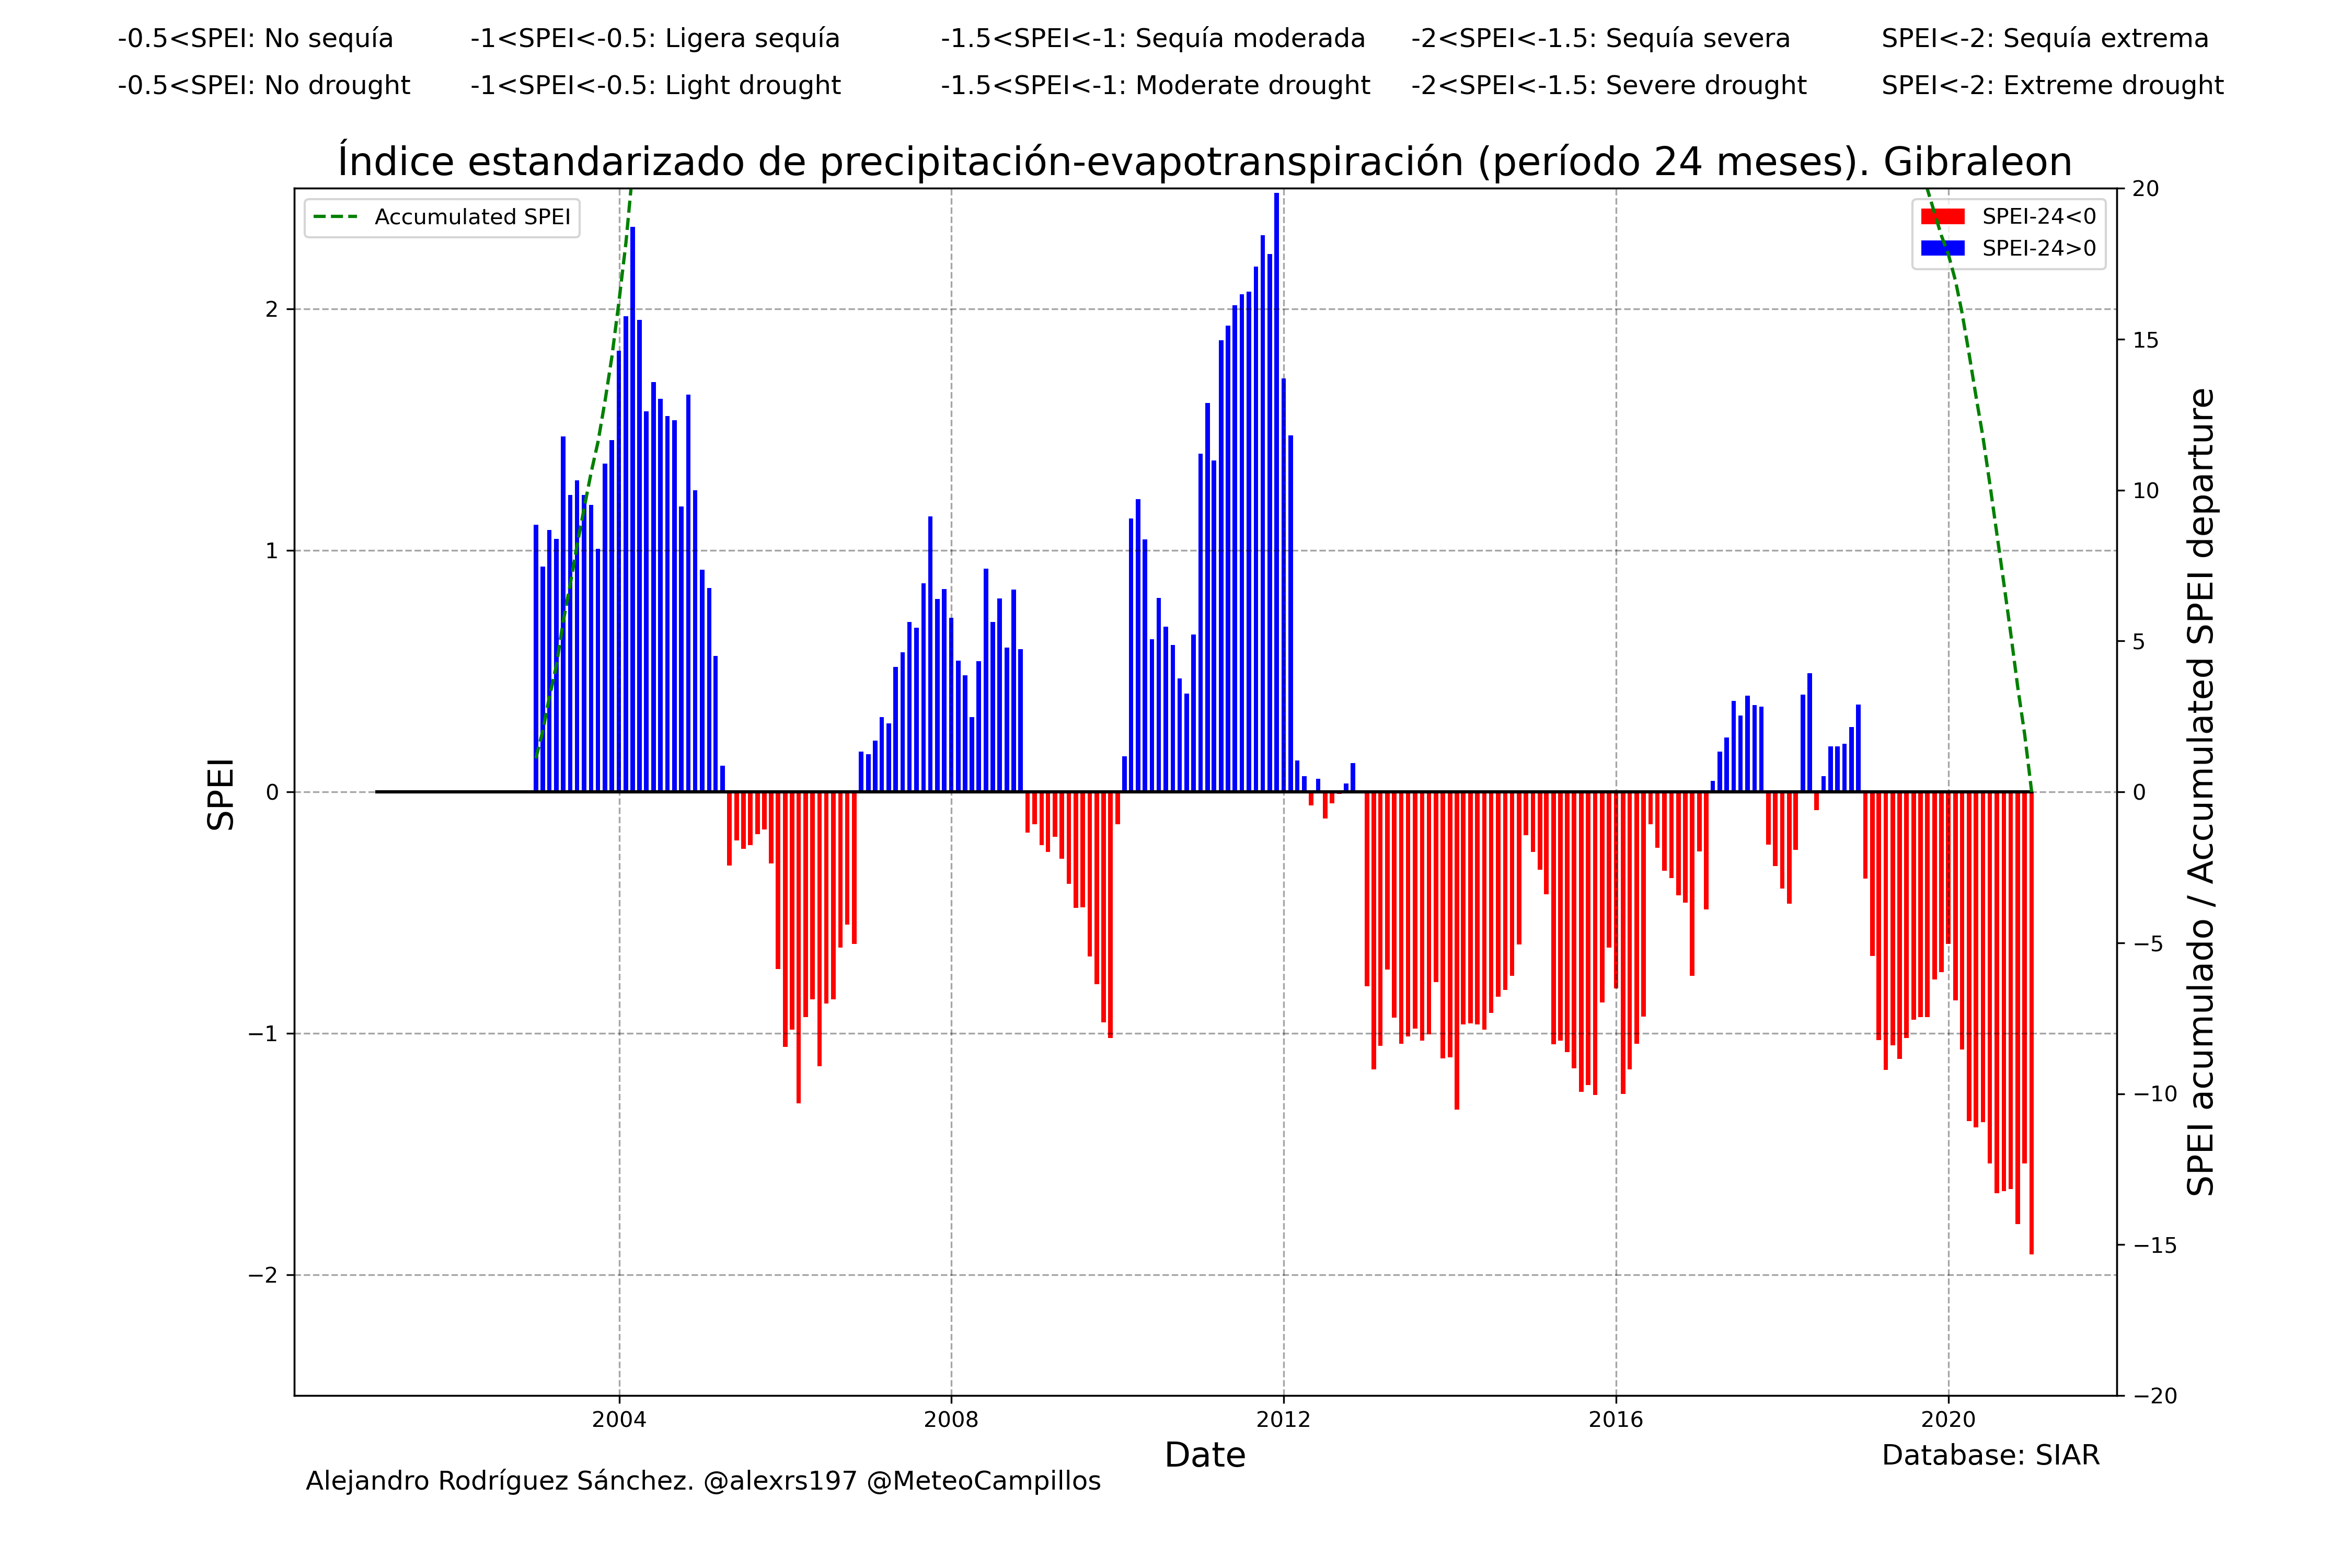 -0.5<SPEI: No sequía -1<SPEI<-0.5: Ligera sequía -1.5<SPEI<-1: Sequía moderada -2<SPEI<-1.5: Sequía severa SPEI<-2: Sequía extrema
-0.5<SPEI: No drought -1<SPEI<-0.5: Light drought -1.5<SPEI<-1: Moderate drought -2<SPEI<-1.5: Severe drought SPEI<-2: Extreme drought
Índice estandarizado de precipitación-evapotranspiración (período 24 meses). Gibraleon
Accumulated SPEI
SPEI-24<0
SPEI-24>0
SPEI
2
1
0
−1
−2
20
15
10
5
0
−5
−10
−15
−20
SPEI acumulado / Accumulated SPEI departure
2004 2008 2012 2016 2020
Date
Database: SIAR
Alejandro Rodríguez Sánchez. @alexrs197 @MeteoCampillos